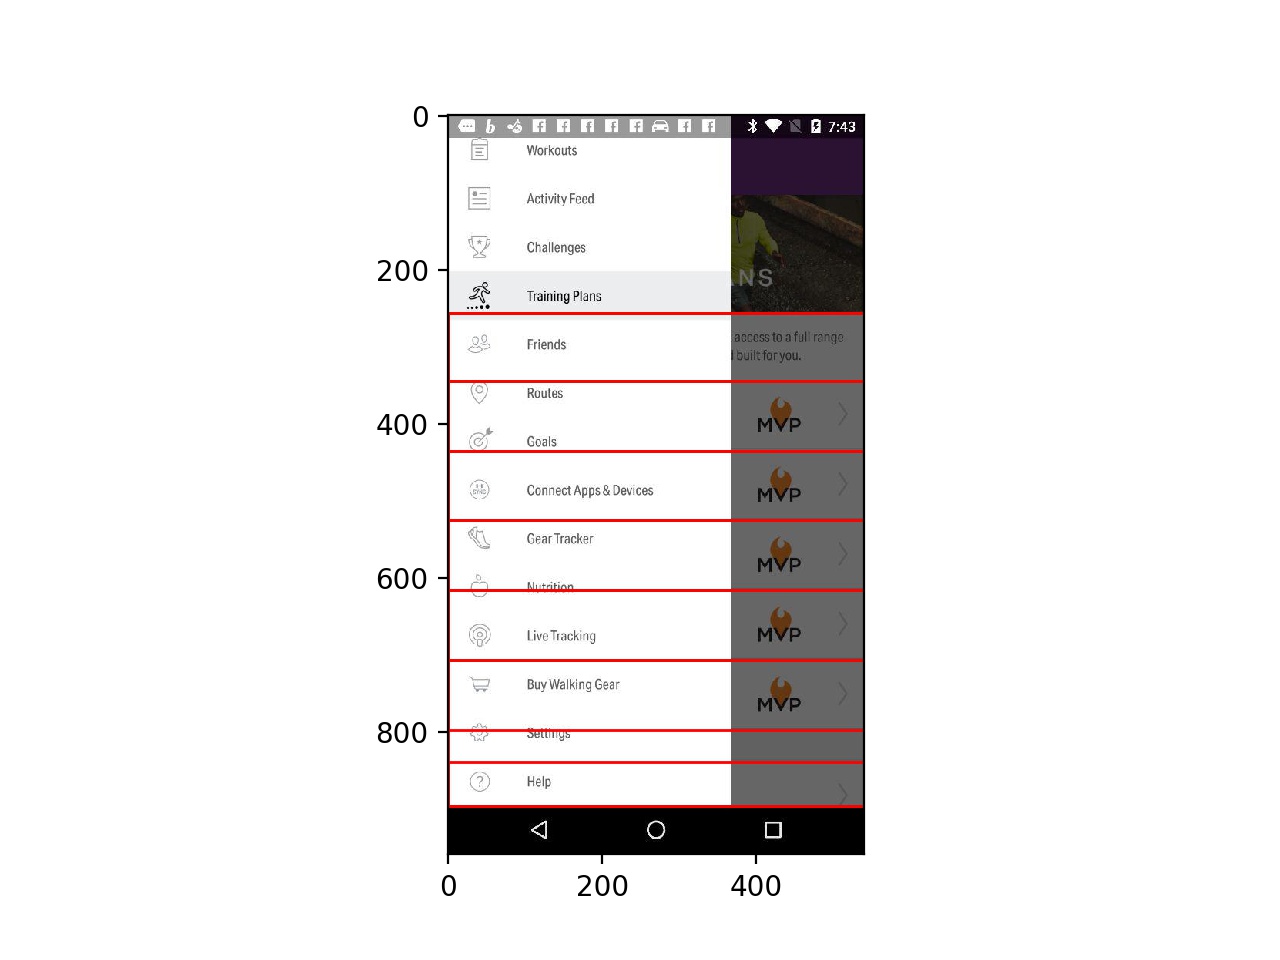 0
7:43
Workouts
Activity Feed
Challenges
200
ANS
Training Plans
access to a full range
Friends
built for you.
Routes
MVP
400
Goals
Connect Apps & Devices
MVP
SYNC
Gear Tracker
MVP
600
Nutrition
Live Tracking
MVP
Buy Walking Gear
MVP
800
Settings
Help
0
200
400